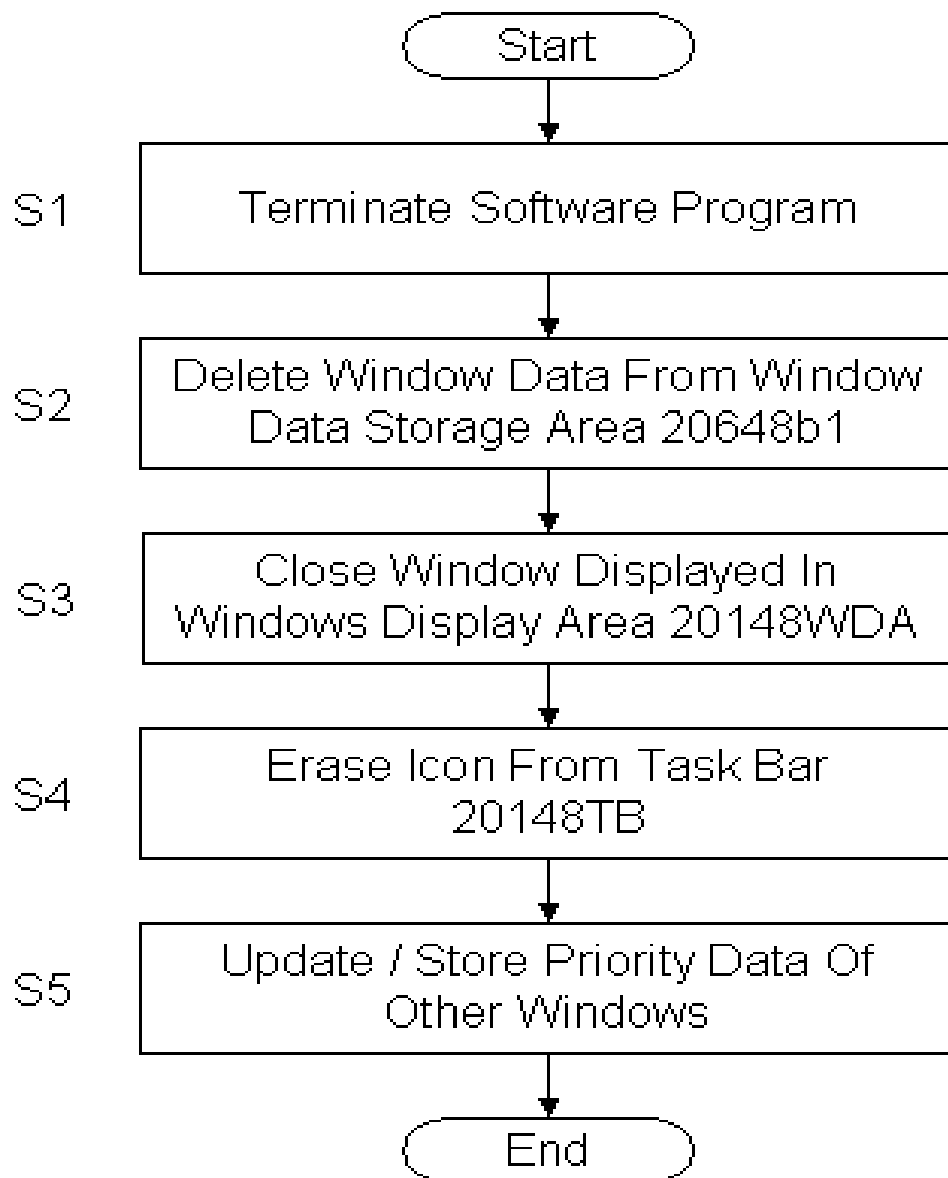 Start
S1
Terminate Software Program
S2
Delete Window Data From Window
Data Storage Area 20648b1
S3
Close Window Displayed In
Windows Display Area 20148WDA
S4
Erase Icon From Task Bar
20148TB
S5
Update / Store Priority Data Of
Other Windows
End